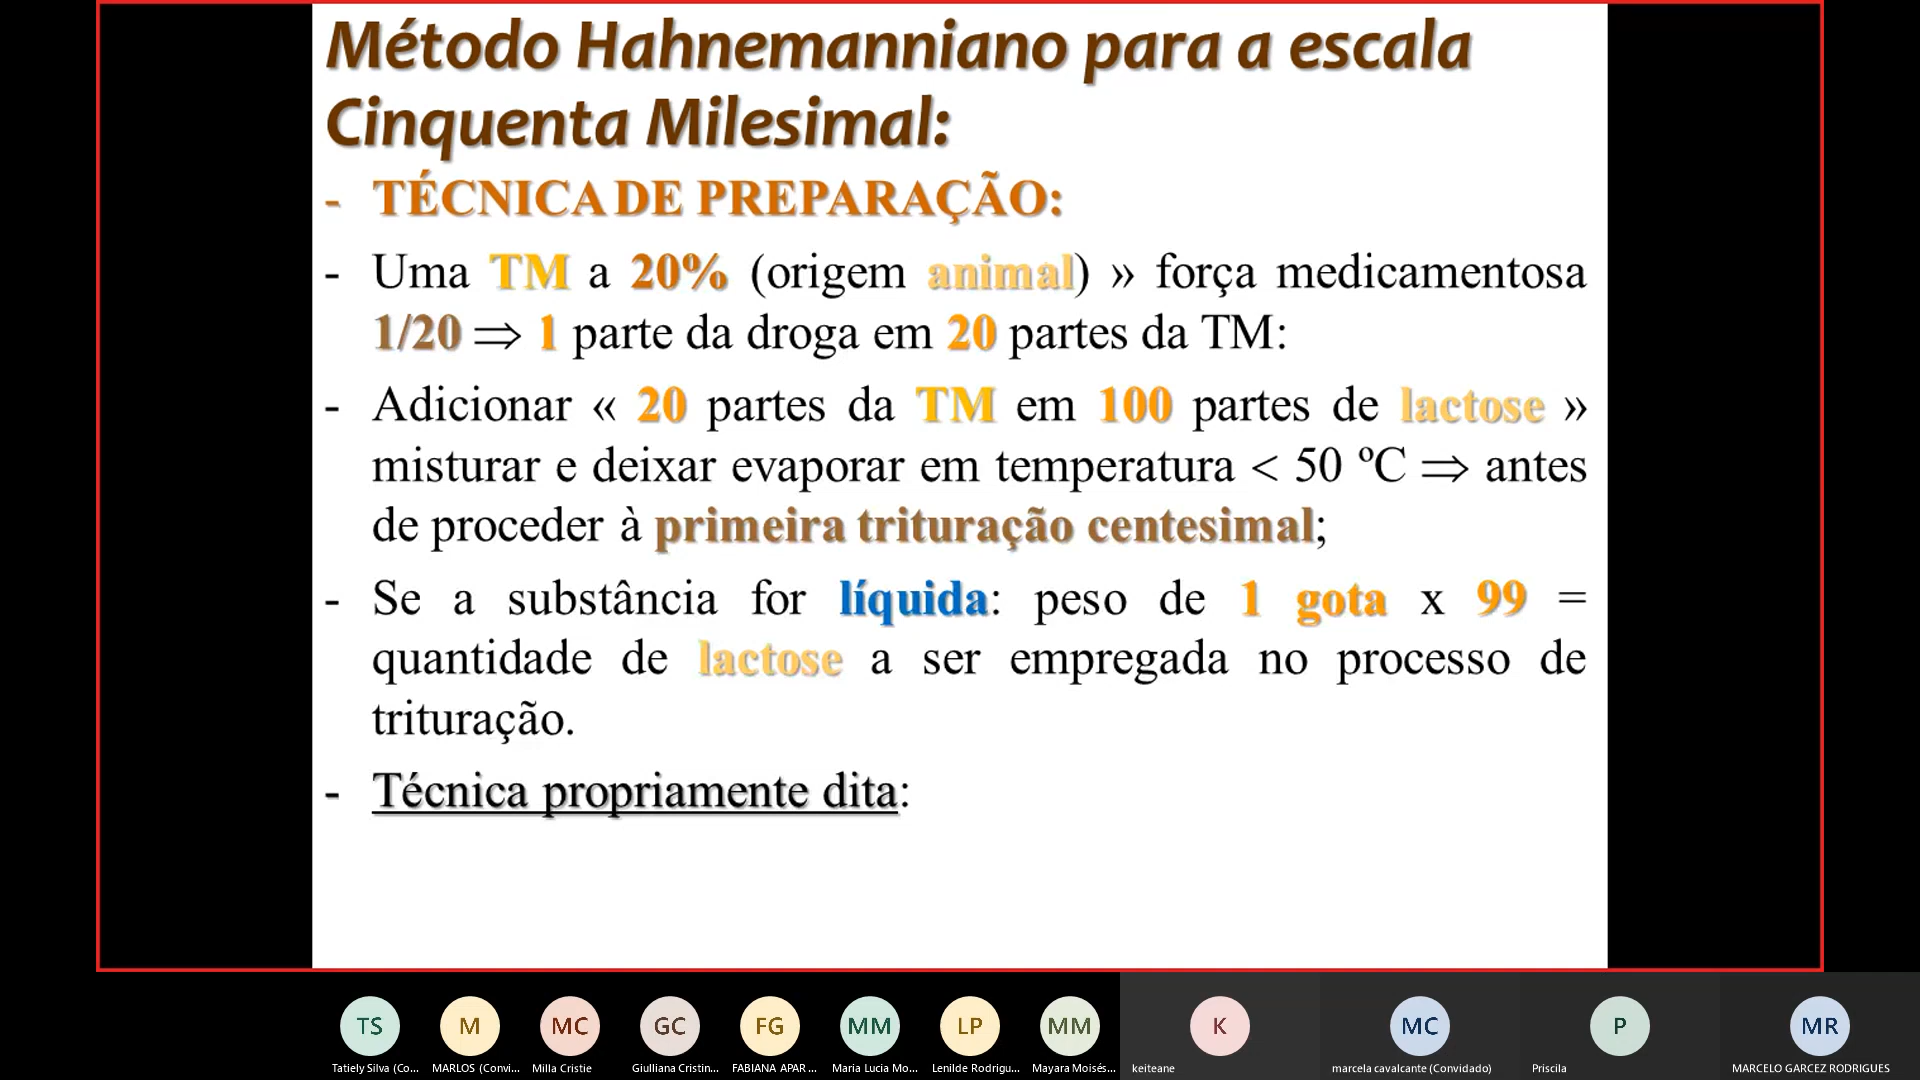 Método Hahnemanniano para a escala
Cinquenta Milesimal:
- TÉCNICA DE PREPARAÇÃO:
- Uma TM a 20% (origem animal) » força medicamentosa
1/20 ⇒ 1 parte da droga em 20 partes da TM:
- Adicionar « 20 partes da TM em 100 partes de lactose »
misturar e deixar evaporar em temperatura < 50 ºC ⇒ antes
de proceder à primeira trituração centesimal;
- Se a substância for líquida: peso de 1 gota x 99 =
quantidade de lactose a ser empregada no processo de
trituração.
- Técnica propriamente dita:
TS M MC GC FG MM LP MM K MC P MR
Tatiely Silva (Co... MARLOS (Convi... Milla Cristie Giulliana Cristin... FABIANA APAR ... Maria Lucia Mo... Lenilde Rodrigu... Mayara Moisés... keiteane marcela cavalcante (Convidado) Priscila MARCELO GARCEZ RODRIGUES